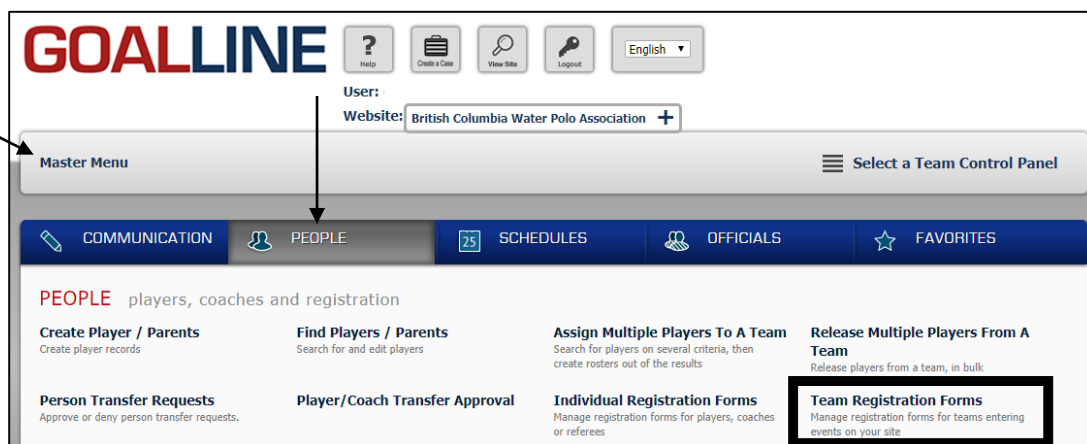 GOALLINE
Help
Create a Case
View Site
Logout
English
User:
Website: British Columbia Water Polo Association +
Master Menu
Select a Team Control Panel
COMMUNICATION
PEOPLE
25 SCHEDULES
OFFICIALS
FAVORITES
PEOPLE players, coaches and registration
Create Player / Parents
Create player records
Find Players / Parents
Search for and edit players
Assign Multiple Players To A Team
Search for players on several criteria, then
create rosters out of the results
Release Multiple Players From A
Team
Release players from a team, in bulk
Person Transfer Requests
Approve or deny person transfer requests.
Player/Coach Transfer Approval
Individual Registration Forms
Manage registration forms for players, coaches
or referees
Team Registration Forms
Manage registration forms for teams entering
events on your site